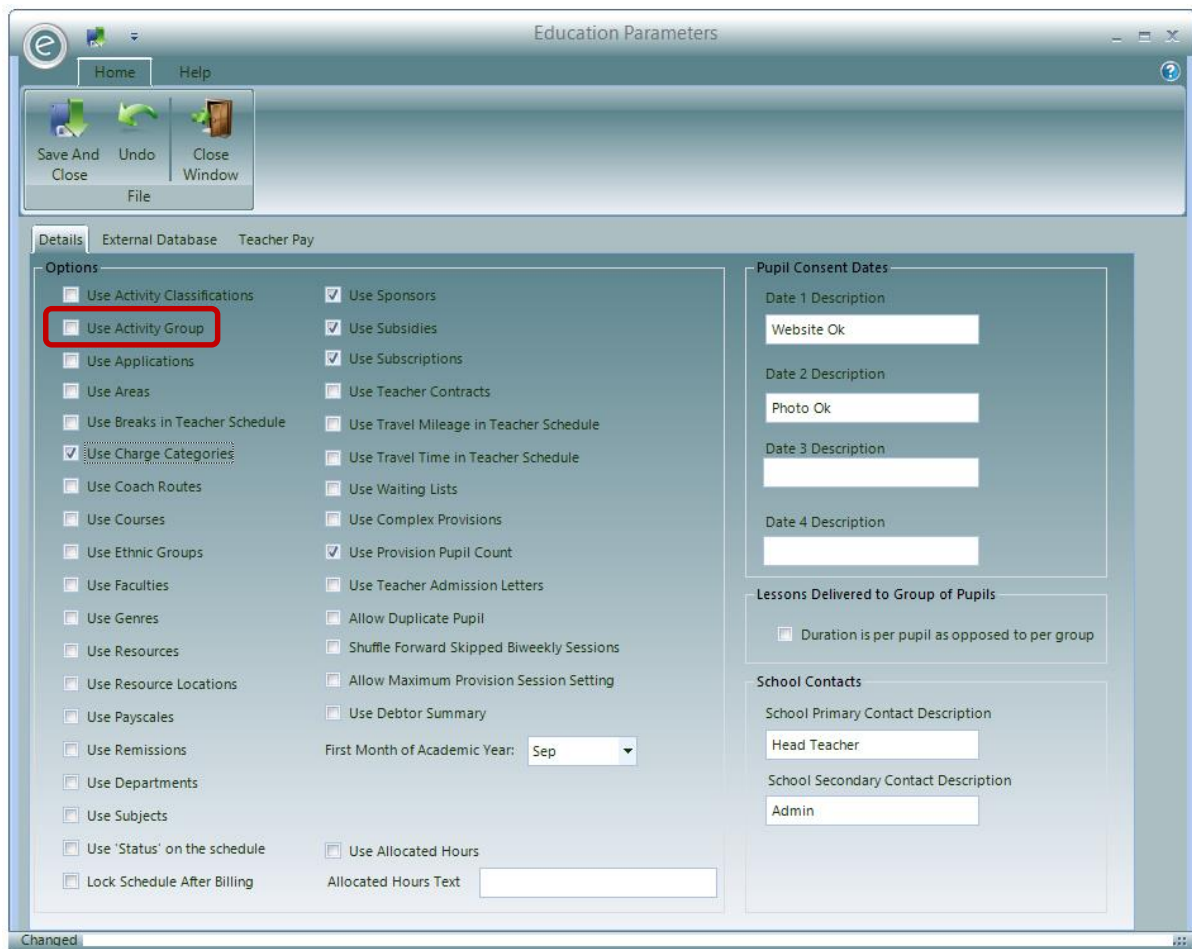 e
Education Parameters
Home Help
Save And Close
Undo
Close Window
File
Details External Database Teacher Pay
Options
Use Activity Classifications
Use Activity Group
Use Applications
Use Areas
Use Breaks in Teacher Schedule
Use Charge Categories
Use Coach Routes
Use Courses
Use Ethnic Groups
Use Faculties
Use Genres
Use Resources
Use Resource Locations
Use Payscales
Use Remissions
Use Departments
Use Subjects
Use 'Status' on the schedule
Lock Schedule After Billing
Use Sponsors
Use Subsidies
Use Subscriptions
Use Teacher Contracts
Use Travel Mileage in Teacher Schedule
Use Travel Time in Teacher Schedule
Use Waiting Lists
Use Complex Provisions
Use Provision Pupil Count
Use Teacher Admission Letters
Allow Duplicate Pupil
Shuffle Forward Skipped Biweekly Sessions
Allow Maximum Provision Session Setting
Use Debtor Summary
First Month of Academic Year: Sep
Use Allocated Hours
Allocated Hours Text
Pupil Consent Dates
Date 1 Description
Website Ok
Date 2 Description
Photo Ok
Date 3 Description
Date 4 Description
Lessons Delivered to Group of Pupils
Duration is per pupil as opposed to per group
School Contacts
School Primary Contact Description
Head Teacher
School Secondary Contact Description
Admin
Changed